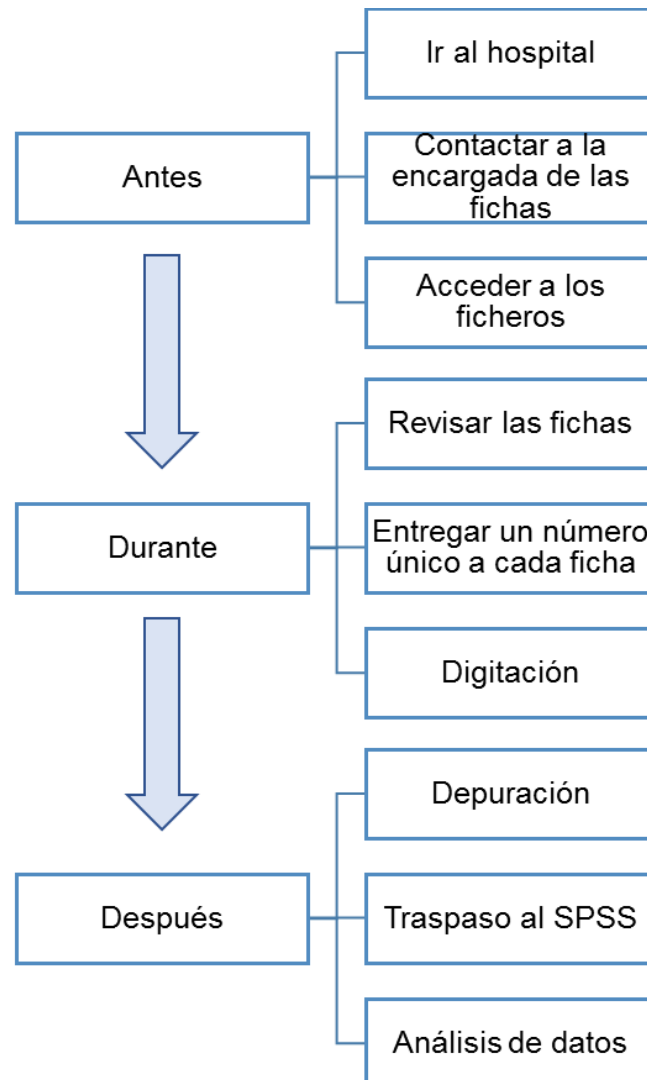 Antes
Ir al hospital
Contactar a la
encargada de las
fichas
Acceder a los
ficheros
Durante
Revisar las fichas
Entregar un número
único a cada ficha
Digitación
Después
Depuración
Traspaso al SPSS
Análisis de datos